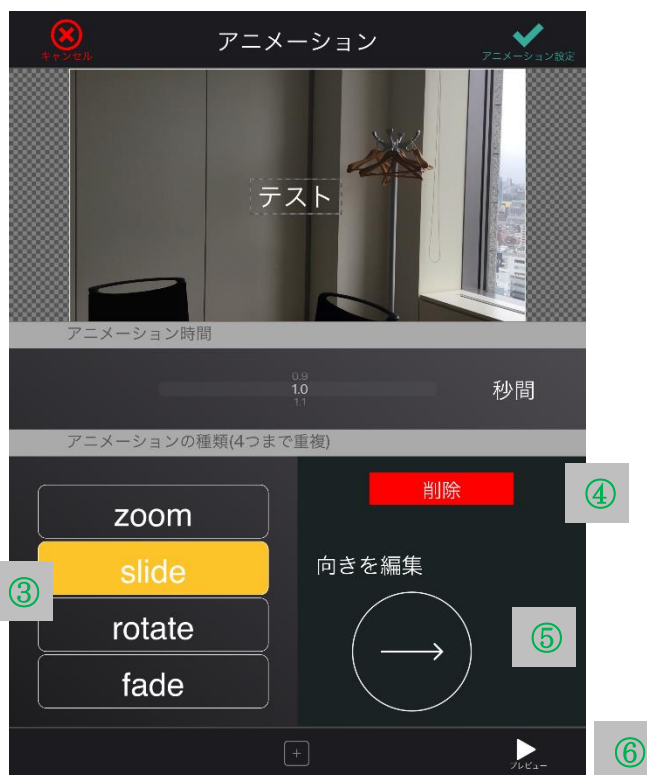 アニメーション
キャンセル
アニメーション設定
テスト
アニメーション時間
0.9
1.0
1.1
秒間
アニメーションの種類(4つまで重複)
削除
④
zoom
slide
向きを編集
③
rotate
⑤
fade
+
プレビュー
⑥